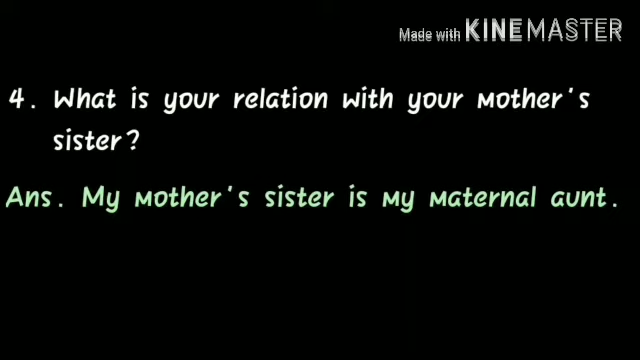 Made with KINEMASTER
4. What is your relation with your mother's
sister?
Ans. My mother's sister is my maternal aunt.